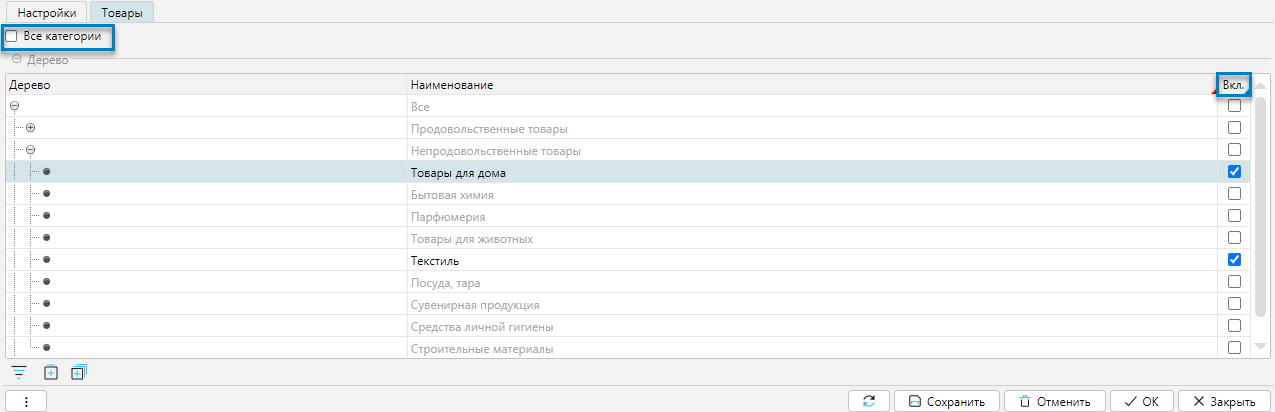 Настройки Товары
Все категории
Дерево
Дерево Наименование Вкл.
Все
Продовольственные товары
Непродовольственные товары
Товары для дома
Бытовая химия
Парфюмерия
Товары для животных
Текстиль
Посуда, тара
Сувенирная продукция
Средства личной гигиены
Строительные материалы
Сохранить Отменить OK Закрыть